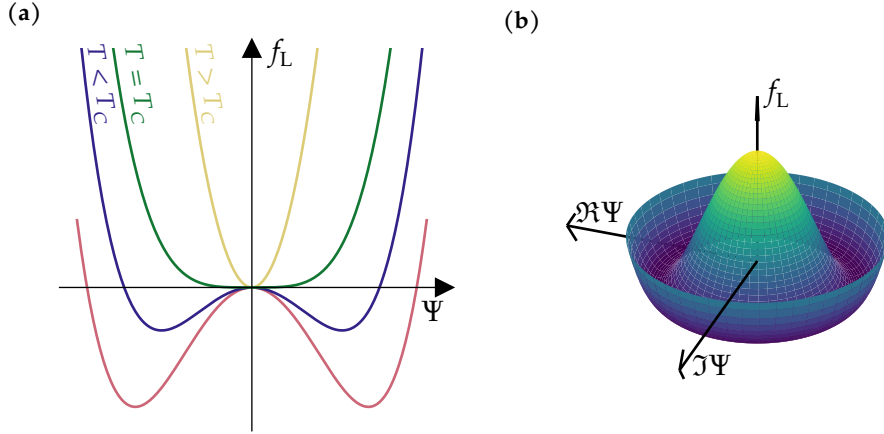 (a)
(b)
f_L
T < T_C
T = T_C
T > T_C
Ψ
f_L
ℜΨ
ℑΨ